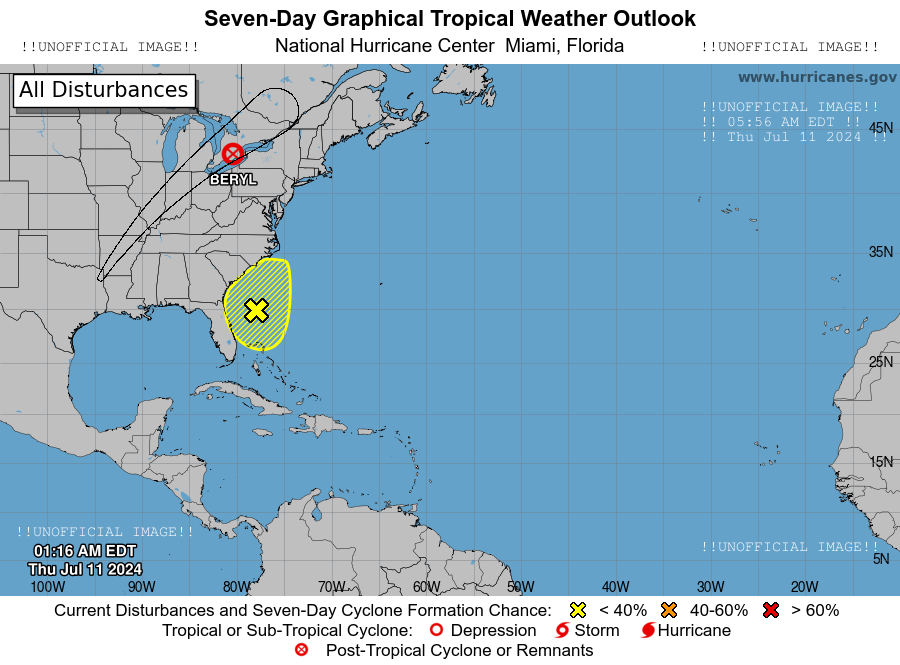 Seven-Day Graphical Tropical Weather Outlook
!!UNOFFICIAL IMAGE!! National Hurricane Center Miami, Florida !!UNOFFICIAL IMAGE!!
All Disturbances
www.hurricanes.gov
!!UNOFFICIAL IMAGE!!
!! 05:56 AM EDT !!
!! Thu Jul 11 2024 !!
45N
BERYL
35N
25N
15N
!!UNOFFICIAL IMAGE!!
01:16 AM EDT
Thu Jul 11 2024
!!UNOFFICIAL IMAGE!!
5N
100W 90W 80W 70W 60W 50W 40W 30W 20W
Current Disturbances and Seven-Day Cyclone Formation Chance: < 40% 40-60% > 60%
Tropical or Sub-Tropical Cyclone: Depression Storm Hurricane
Post-Tropical Cyclone or Remnants